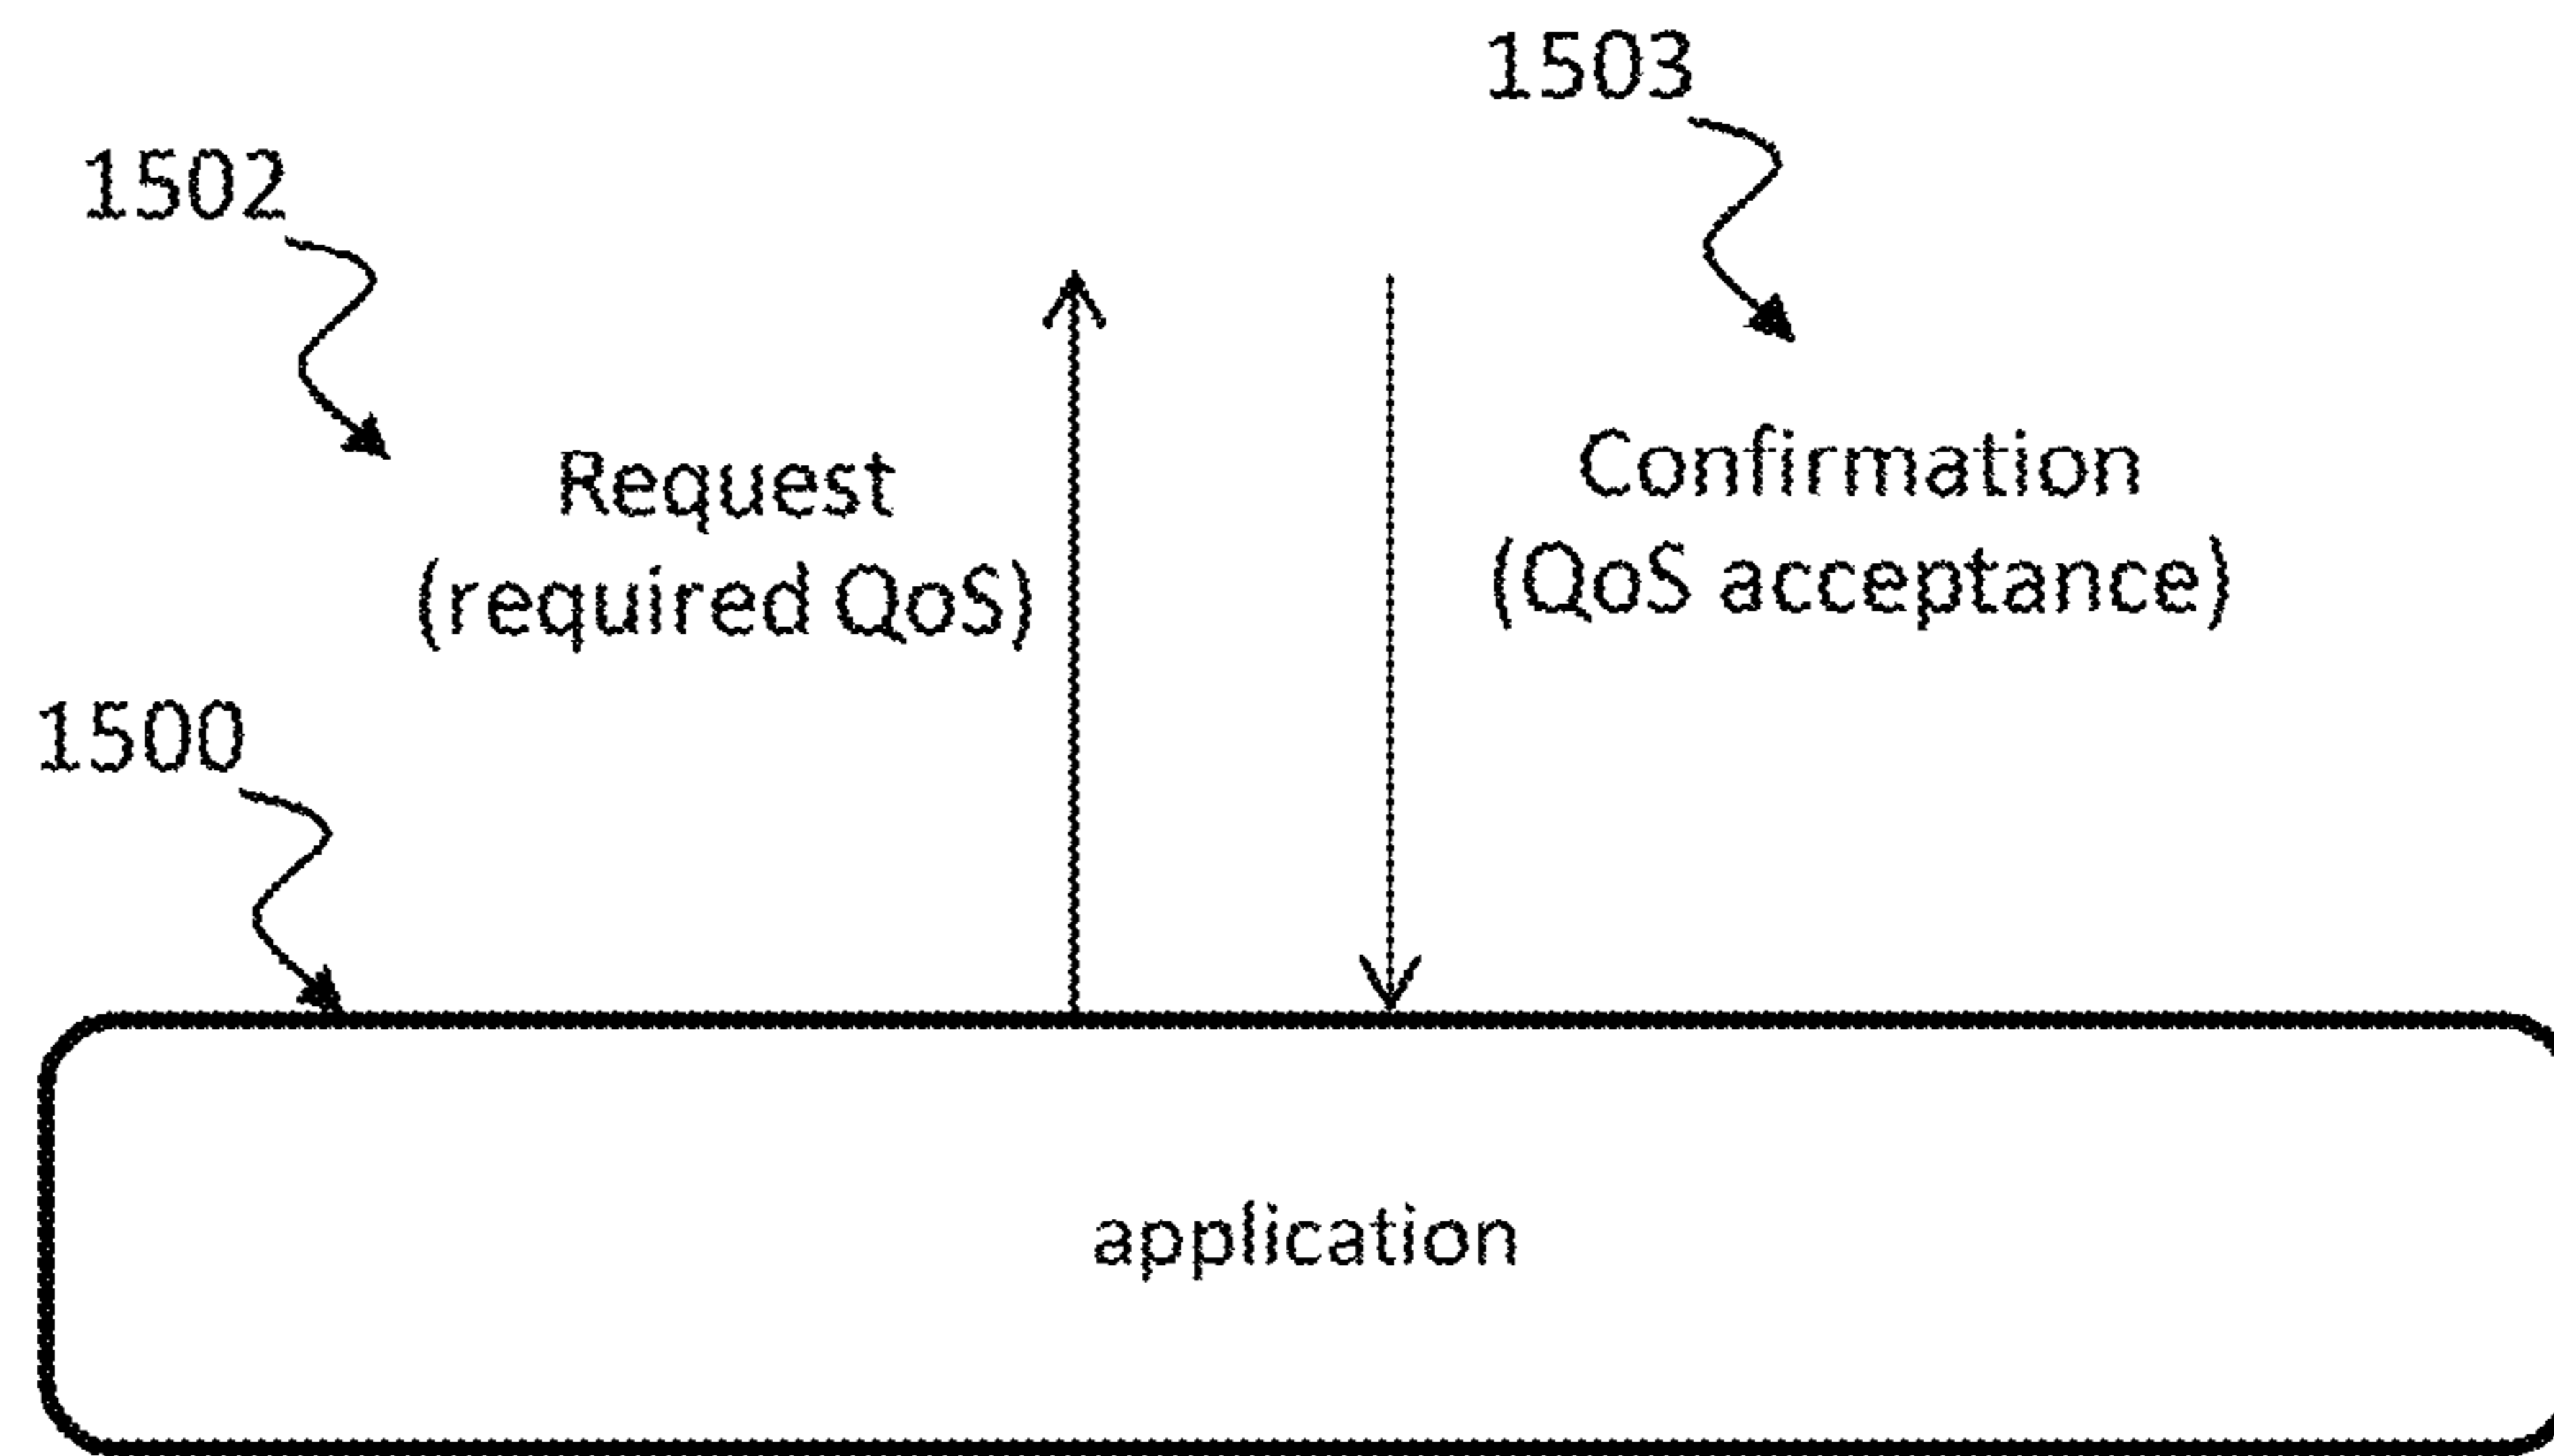 1503
1502
Request
(required QoS)
Confirmation
(QoS acceptance)
1500
application